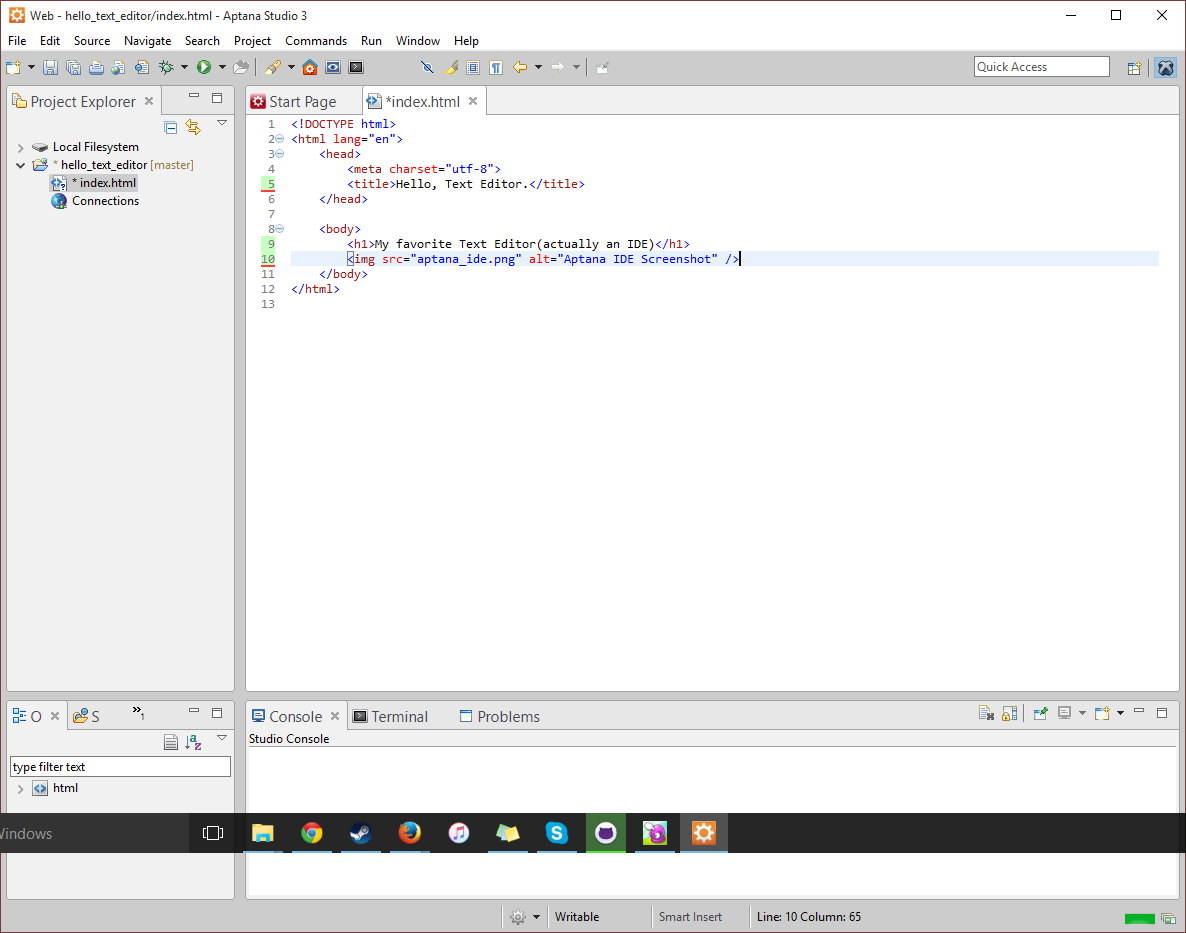 Web - hello_text_editor/index.html - Aptana Studio 3
File Edit Source Navigate Search Project Commands Run Window Help
Quick Access
Project Explorer
Start Page
*index.html
Local Filesystem
* hello_text_editor [master]
* index.html
Connections
1 <!DOCTYPE html>
2 <html lang="en">
3 <head>
4 <meta charset="utf-8">
5 <title>Hello, Text Editor.</title>
6 </head>
7
8 <body>
9 <h1>My favorite Text Editor(actually an IDE)</h1>
10 <img src="aptana_ide.png" alt="Aptana IDE Screenshot" />
11 </body>
12 </html>
13
O S »1
Console Terminal Problems
Studio Console
type filter text
html
Windows
Writable Smart Insert Line: 10 Column: 65